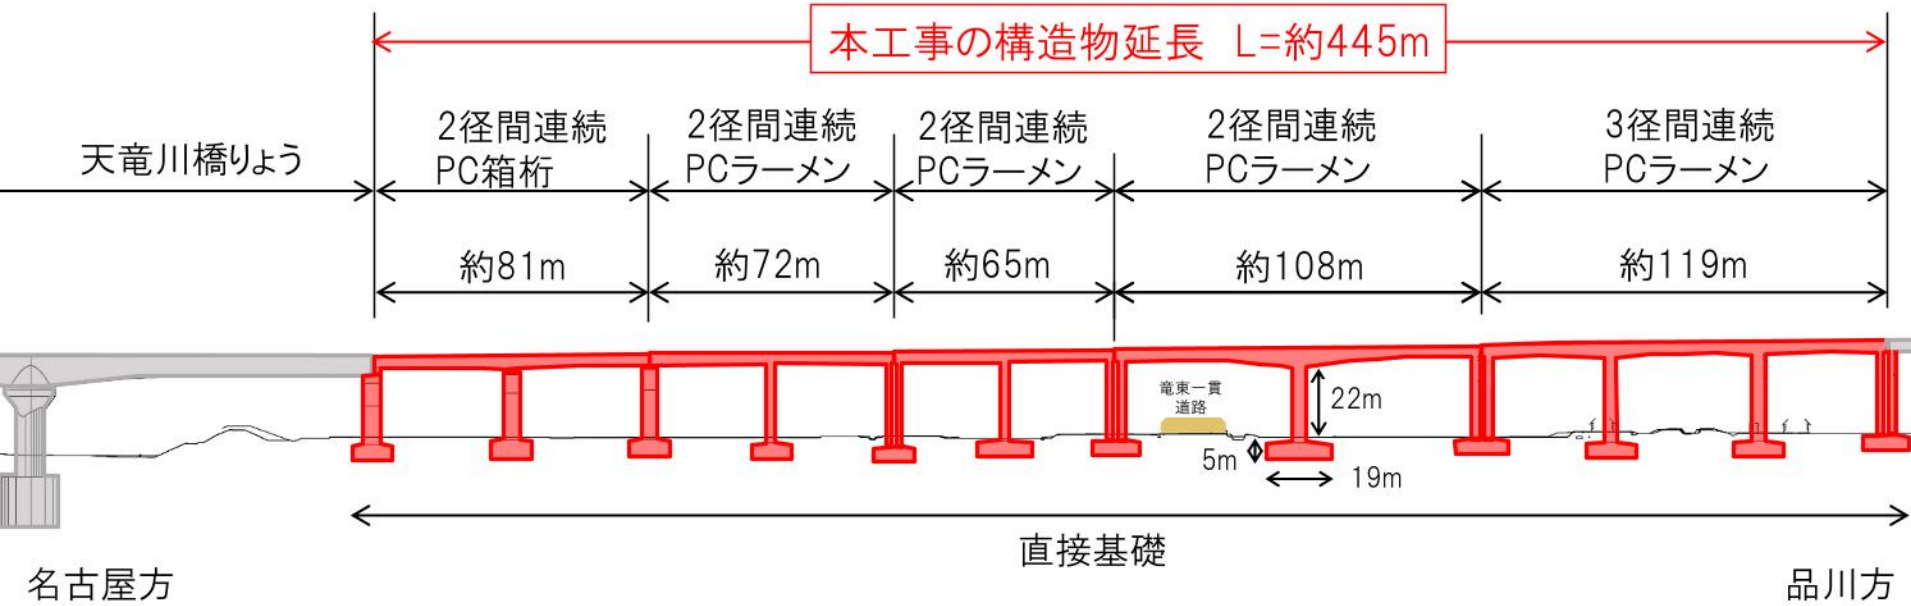 本工事の構造物延長 L=約445m
天竜川橋りょう
2径間連続
PC箱桁
2径間連続
PCラーメン
2径間連続
PCラーメン
2径間連続
PCラーメン
3径間連続
PCラーメン
約81m
約72m
約65m
約108m
約119m
竜東一貫
道路
22m
5m
19m
直接基礎
名古屋方
品川方